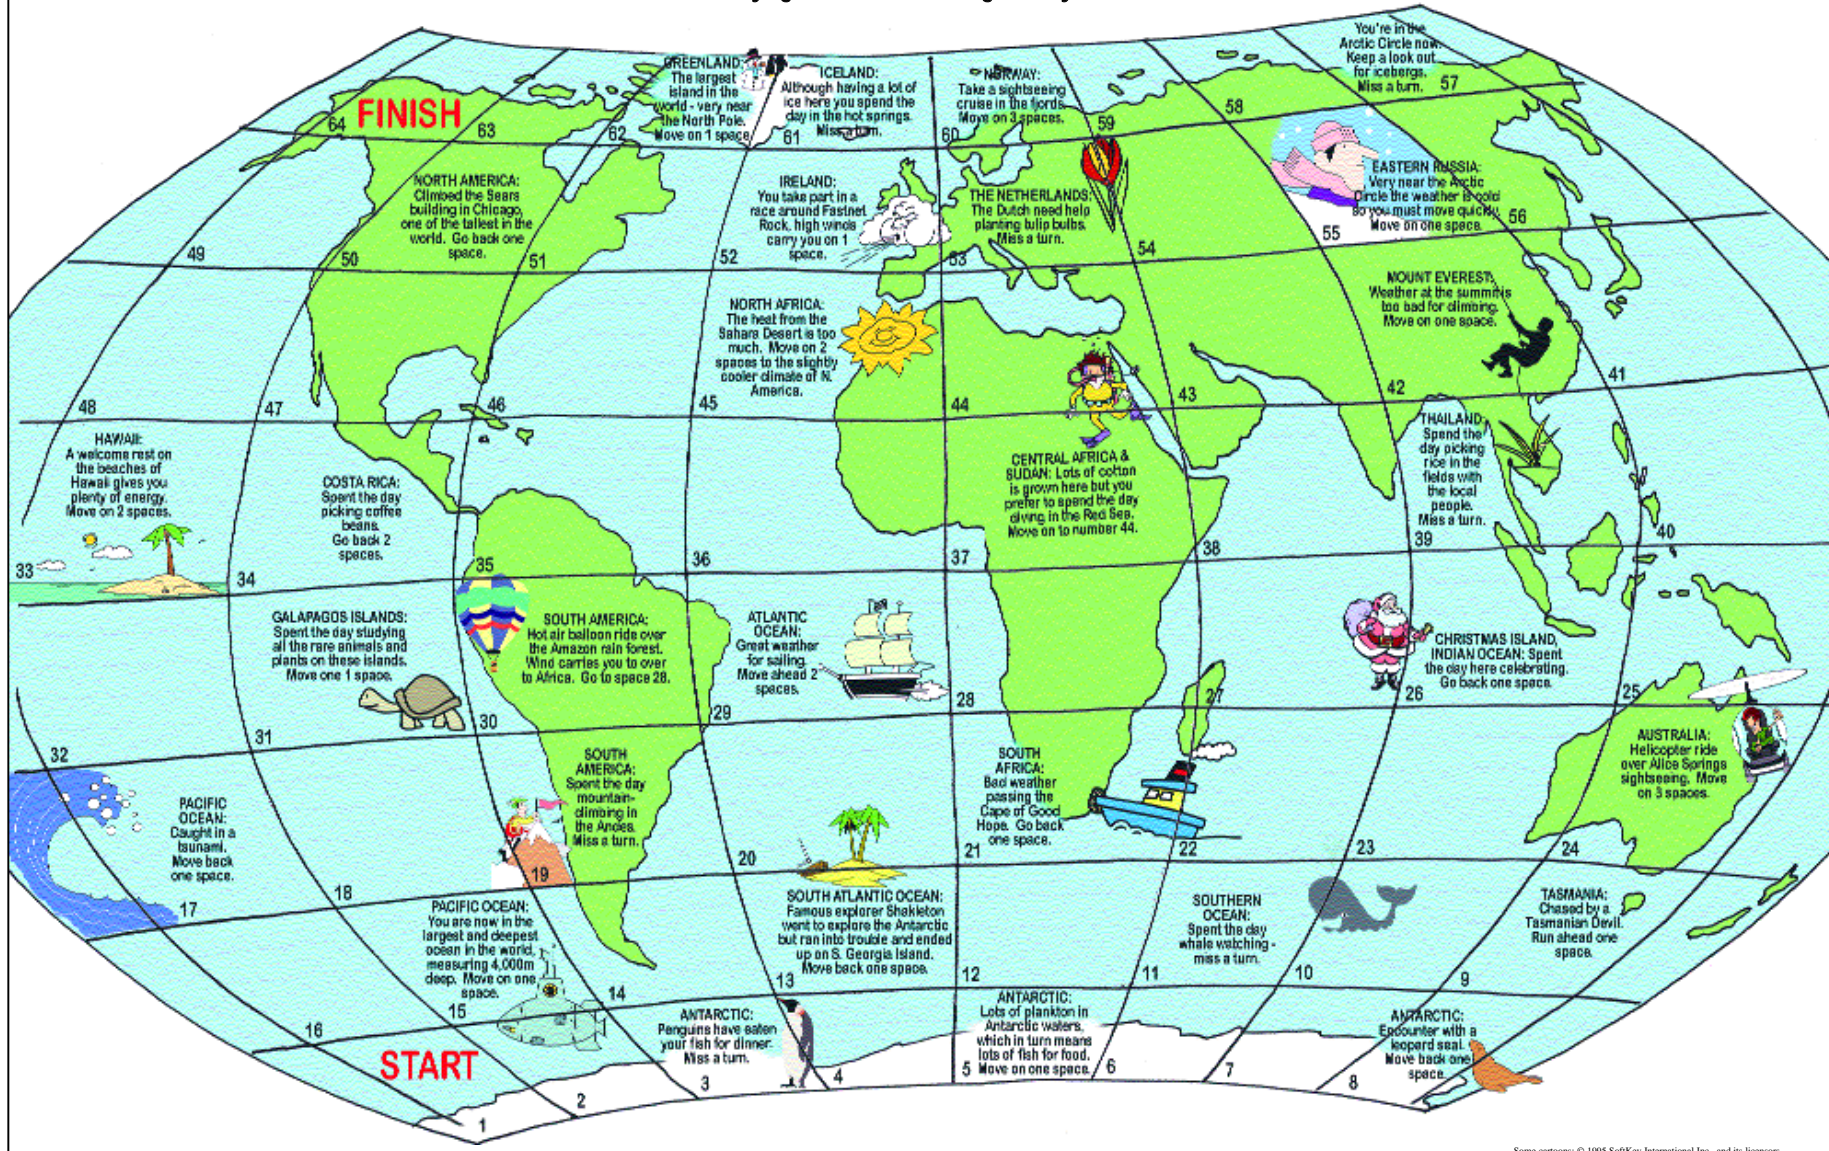 You're in the
Arctic Circle now.
Keep a look out
for icebergs.
Miss a turn.
57
GREENLAND:
The largest
island in the
world - very near
the North Pole.
Move on 1 space
ICELAND:
Although having a lot of
ice here you spend the
day in the hot springs.
Miss a turn.
NORWAY:
Take a sightseeing
cruise in the fjords.
Move on 3 spaces.
58
59
60
61
62
63
FINISH
64
NORTH AMERICA:
Climbed the Sears
building in Chicago,
one of the tallest in the
world. Go back one
space.
IRELAND:
You take part in a
race around Fastnet
Rock, high winds
carry you on 1
space.
THE NETHERLANDS:
The Dutch need help
planting tulip bulbs.
Miss a turn.
EASTERN RUSSIA:
Very near the Arctic
Circle the weather is cold
so you must move quickly.
Move on one space.
49
50
51
52
53
54
55
56
NORTH AFRICA:
The heat from the
Sahara Desert is too
much. Move on 2
spaces to the slightly
cooler climate of N.
America.
MOUNT EVEREST:
Weather at the summit is
too bad for climbing.
Move on one space.
48
47
46
45
44
43
42
41
HAWAII:
A welcome rest on
the beaches of
Hawaii gives you
plenty of energy.
Move on 2 spaces.
COSTA RICA:
Spent the day
picking coffee
beans.
Go back 2
spaces.
CENTRAL AFRICA &
SUDAN: Lots of cotton
is grown here but you
prefer to spend the day
diving in the Red Sea.
Move on to number 44.
THAILAND:
Spend the
day picking
rice in the
fields with
the local
people.
Miss a turn.
33
34
35
36
37
38
39
40
GALAPAGOS ISLANDS:
Spent the day studying
all the rare animals and
plants on these islands.
Move one 1 space.
SOUTH AMERICA:
Hot air balloon ride over
the Amazon rain forest.
Wind carries you to over
to Africa. Go to space 28.
ATLANTIC
OCEAN:
Great weather
for sailing.
Move ahead 2
spaces.
CHRISTMAS ISLAND,
INDIAN OCEAN: Spent
the day here celebrating.
Go back one space.
32
31
30
29
28
27
26
25
PACIFIC
OCEAN:
Caught in a
tsunami.
Move back
one space.
SOUTH
AMERICA:
Spent the day
mountain-
climbing in
the Andes.
Miss a turn.
SOUTH
AFRICA:
Bad weather
passing the
Cape of Good
Hope. Go back
one space.
AUSTRALIA:
Helicopter ride
over Alice Springs
sightseeing. Move
on 3 spaces.
17
18
19
20
21
22
23
24
PACIFIC OCEAN:
You are now in the
largest and deepest
ocean in the world,
measuring 4,000m
deep. Move on one
space.
SOUTH ATLANTIC OCEAN:
Famous explorer Shakleton
went to explore the Antarctic
but ran into trouble and ended
up on S. Georgia Island.
Move back one space.
SOUTHERN
OCEAN:
Spent the day
whale watching -
miss a turn.
TASMANIA:
Chased by a
Tasmanian Devil.
Run ahead one
space.
16
15
14
13
12
11
10
9
START
ANTARCTIC:
Penguins have eaten
your fish for dinner.
Miss a turn.
ANTARCTIC:
Lots of plankton in
Antarctic waters,
which in turn means
lots of fish for food.
Move on one space.
ANTARCTIC:
Encounter with a
leopard seal.
Move back one
space.
1
2
3
4
5
6
7
8
Some cartoons: © 1995 SoftKey International Inc., and its licensors